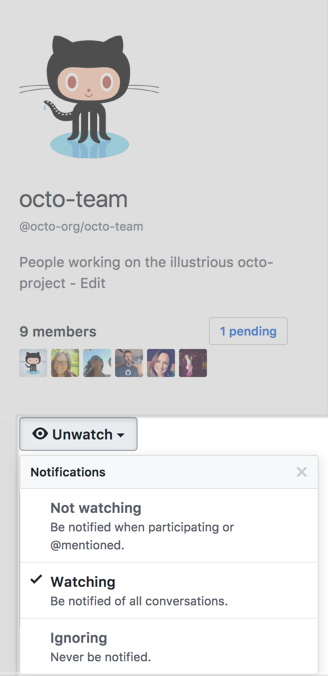 octo-team
@octo-org/octo-team
People working on the illustrious octo-
project - Edit
9 members
1 pending
Unwatch
Notifications
Not watching
Be notified when participating or
@mentioned.
Watching
Be notified of all conversations.
Ignoring
Never be notified.